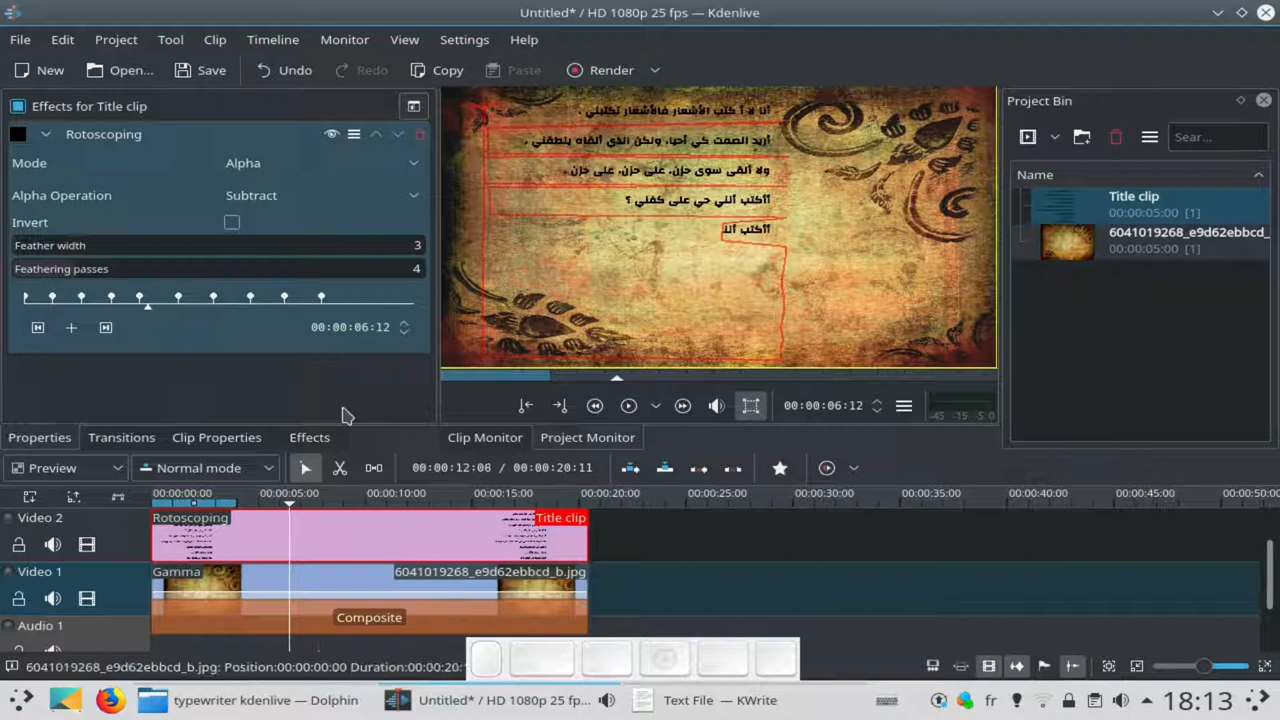 Untitled* / HD 1080p 25 fps — Kdenlive
File Edit Project Tool Clip Timeline Monitor View Settings Help
New Open... Save Undo Redo Copy Paste Render
Effects for Title clip
Rotoscoping
Mode Alpha
Alpha Operation Subtract
Invert
Feather width 3
Feathering passes 4
00:00:06:12
Properties Transitions Clip Properties Effects
أنا لا أ كتب الأشعار فالأشعار تكتبني .
أريد الصمت كي أحيا، ولكن الذي ألقاه ينطقني .
ولا ألقى سوى حزن، على حزن، على حزن .
أأكتب أنني حي على كفني ؟
أأكتب أنن
00:00:06:12
-45 -15 -5 0
Clip Monitor Project Monitor
Project Bin
Sear...
Name
Title clip
00:00:05:00 [1]
6041019268_e9d62ebbcd_
00:00:05:00 [1]
Preview Normal mode 00:00:12:06 / 00:00:20:11
00:00:00:00 00:00:05:00 00:00:10:00 00:00:15:00 00:00:20:00 00:00:25:00 00:00:30:00 00:00:35:00 00:00:40:00 00:00:45:00 00:00:50:00
Video 2 Rotoscoping Title clip
Video 1 Gamma 6041019268_e9d62ebbcd_b.jpg
Composite
Audio 1
6041019268_e9d62ebbcd_b.jpg: Position:00:00:00:00 Duration:00:00:20:
typewriter kdenlive — Dolphin Untitled* / HD 1080p 25 fp... Text File — KWrite fr 18:13